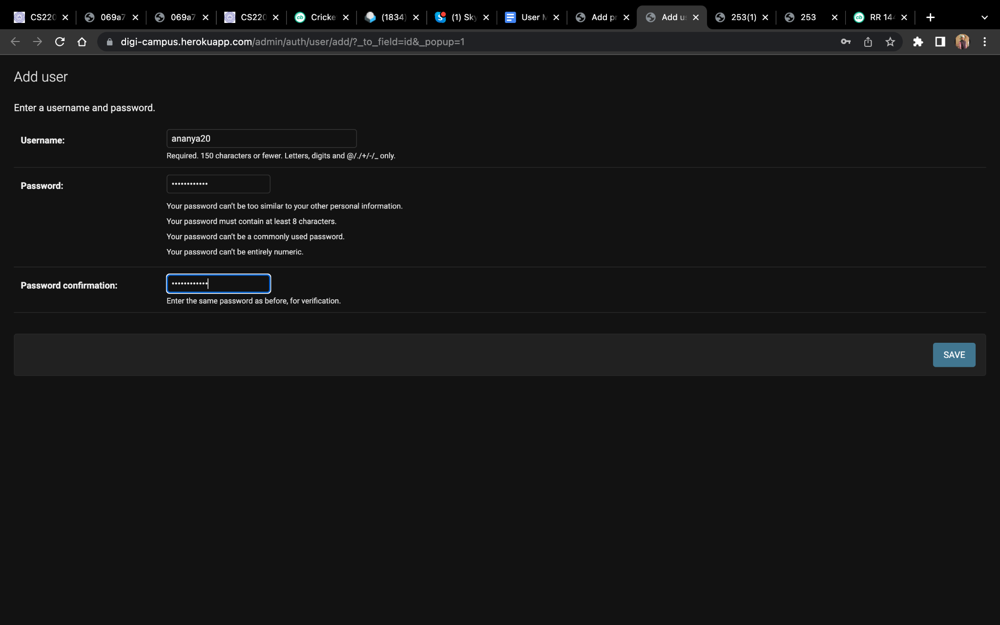 CS220 069a7 069a7 CS220 Cricke (1834) (1) Sky User M Add pr Add us 253(1) 253 RR 144
digi-campus.herokuapp.com/admin/auth/user/add/?_to_field=id&_popup=1
Add user
Enter a username and password.
Username: ananya20
Required. 150 characters or fewer. Letters, digits and @/./+/-/_ only.
Password: ••••••••••••
Your password can't be too similar to your other personal information.
Your password must contain at least 8 characters.
Your password can't be a commonly used password.
Your password can't be entirely numeric.
Password confirmation: ••••••••••••
Enter the same password as before, for verification.
SAVE